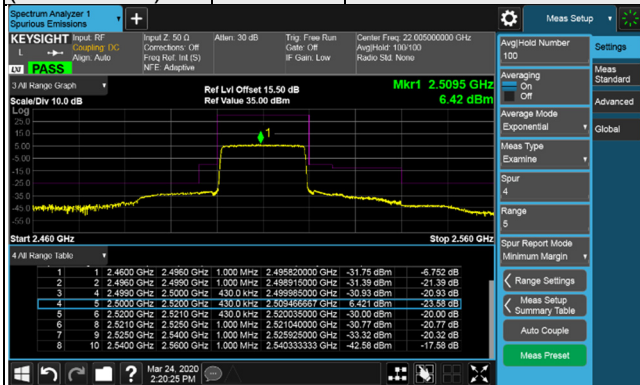 Spectrum Analyzer 1
Spurious Emissions
Meas Setup
KEYSIGHT
L
LXI
PASS
Input: RF
Coupling: DC
Align: Auto
Input Z: 50 Ω
Corrections: Off
Freq Ref: Int (S)
NFE: Adaptive
Atten: 30 dB
Trig: Free Run
Gate: Off
IF Gain: Low
Center Freq: 22.005000000 GHz
Avg|Hold: 100/100
Radio Std: None
3 All Range Graph
Scale/Div 10.0 dB
Ref Lvl Offset 15.50 dB
Ref Value 35.00 dBm
Mkr1 2.5095 GHz
6.42 dBm
Log
25.0
15.0
5.00
-5.00
-15.0
-25.0
-35.0
-45.0
-55.0
1
Start 2.460 GHz
Stop 2.560 GHz
4 All Range Table
1 1 2.4600 GHz 2.4960 GHz 1.000 MHz 2.495820000 GHz -31.75 dBm -6.752 dB
2 2 2.4960 GHz 2.4990 GHz 1.000 MHz 2.498915000 GHz -31.39 dBm -21.39 dB
3 4 2.4990 GHz 2.5000 GHz 430.0 kHz 2.499985000 GHz -30.93 dBm -20.93 dB
4 5 2.5000 GHz 2.5200 GHz 430.0 kHz 2.509466667 GHz 6.421 dBm -23.58 dB
5 6 2.5200 GHz 2.5210 GHz 430.0 kHz 2.520035000 GHz -30.00 dBm -20.00 dB
6 8 2.5210 GHz 2.5250 GHz 1.000 MHz 2.521040000 GHz -30.77 dBm -20.77 dB
7 9 2.5250 GHz 2.5400 GHz 1.000 MHz 2.525925000 GHz -33.32 dBm -20.32 dB
8 10 2.5400 GHz 2.5600 GHz 1.000 MHz 2.540333333 GHz -42.58 dBm -17.58 dB
Avg|Hold Number
100
Averaging
On
Off
Average Mode
Exponential
Meas Type
Examine
Spur
4
Range
5
Spur Report Mode
Minimum Margin
Range Settings
Meas Setup
Summary Table
Auto Couple
Meas Preset
Settings
Meas
Standard
Advanced
Global
?
Mar 24, 2020
2:20:25 PM